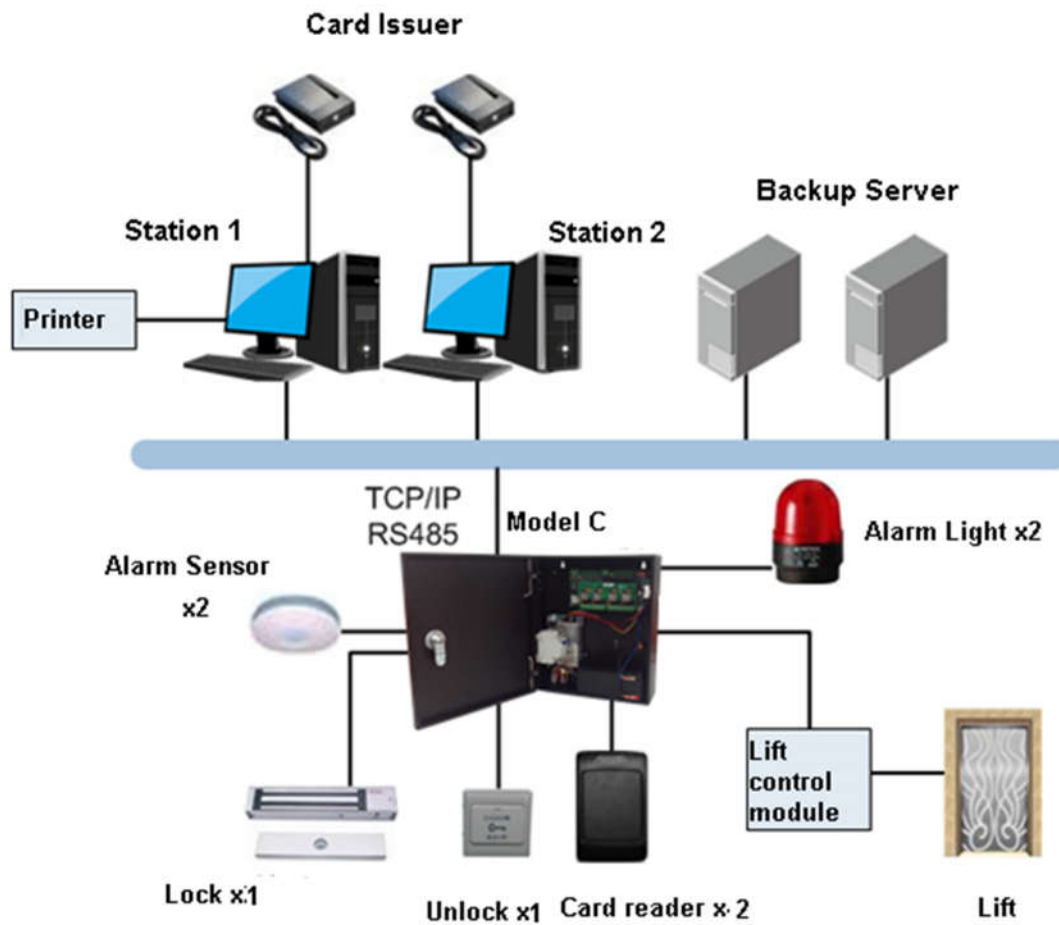 Card Issuer
Station 1
Station 2
Backup Server
Printer
TCP/IP
RS485
Model C
Alarm Light x2
Alarm Sensor
x2
Lift
control
module
Lock x1
Unlock x1
Card reader x 2
Lift